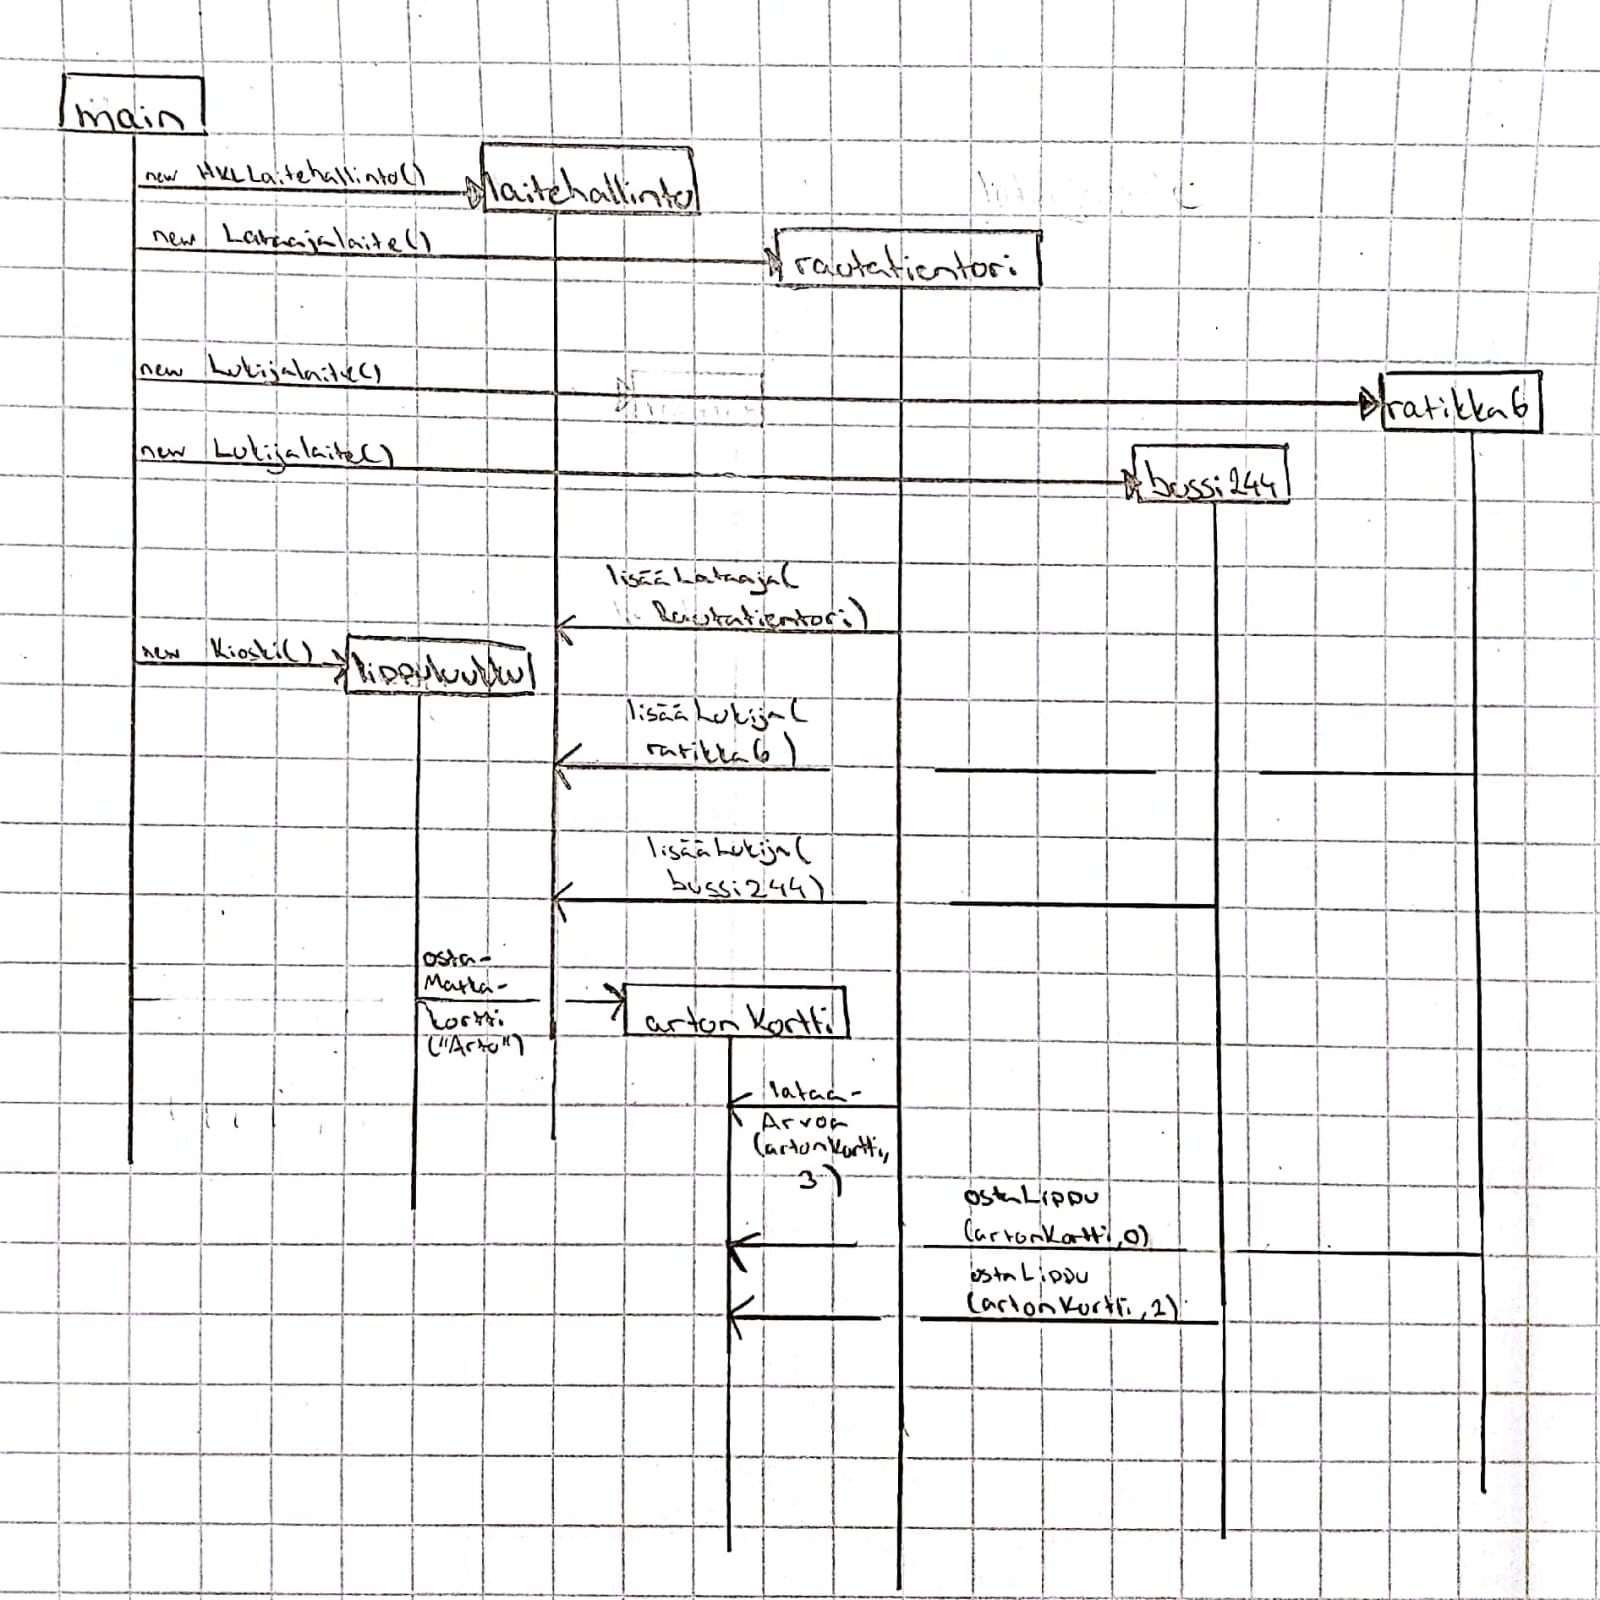 main
new HKLLaitehallinto()
laitehallinto
new Lataajalaite()
rautatientori
new Lukijalaite()
ratikka6
new Lukijalaite()
bussi244
lisääLataaja(
Rautatientori)
new Kioski()
lippuluukku
lisääLukija(
ratikka6)
lisääLukija(
bussi244)
osta-
Matka-
kortti
("Arto")
artonKortti
lataa-
Arvoa
(artonKortti,
3)
ostaLippu
(artonKortti,0)
ostaLippu
(artonKortti,2)